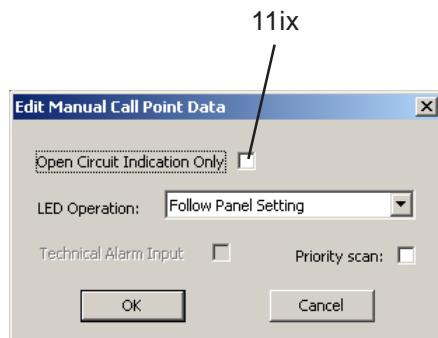 11ix
Edit Manual Call Point Data
Open Circuit Indication Only
LED Operation: Follow Panel Setting
Technical Alarm Input Priority scan:
OK Cancel